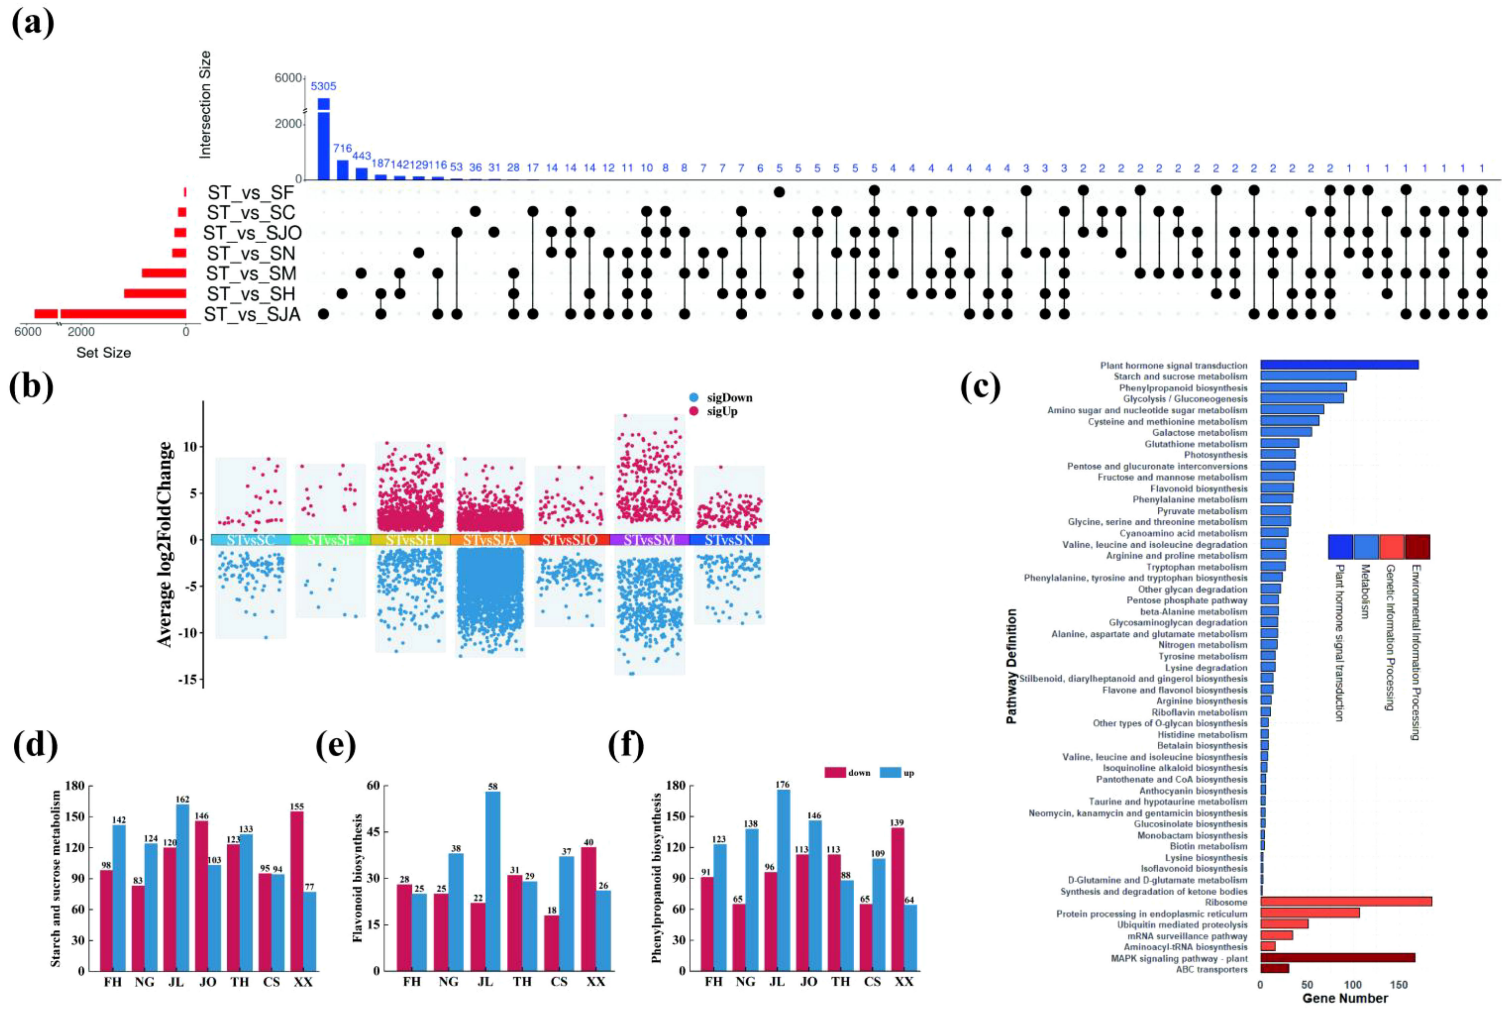 (a)
Intersection Size
6000
2000
0
5305 716 443 187 142 129 116 53 36 31 28 17 14 14 14 12 11 10 8 8 7 7 7 6 5 5 5 5 5 4 4 4 4 4 4 4 3 3 3 2 2 2 2 2 2 2 2 2 2 2 2 2 2 1 1 1 1 1 1 1 1
ST_vs_SF
ST_vs_SC
ST_vs_SJO
ST_vs_SN
ST_vs_SM
ST_vs_SH
ST_vs_SJA
6000 2000 0
Set Size
(b)
Average log2FoldChange
10
5
0
-5
-10
-15
sigDown
sigUp
STvsSC STvsSF STvsSH STvsSJA STvsSJO STvsSM STvsSN
(c)
Pathway Definition
Plant hormone signal transduction
Starch and sucrose metabolism
Phenylpropanoid biosynthesis
Glycolysis / Gluconeogenesis
Amino sugar and nucleotide sugar metabolism
Cysteine and methionine metabolism
Galactose metabolism
Glutathione metabolism
Photosynthesis
Pentose and glucuronate interconversions
Fructose and mannose metabolism
Flavonoid biosynthesis
Phenylalanine metabolism
Pyruvate metabolism
Glycine, serine and threonine metabolism
Cyanoamino acid metabolism
Valine, leucine and isoleucine degradation
Arginine and proline metabolism
Tryptophan metabolism
Phenylalanine, tyrosine and tryptophan biosynthesis
Other glycan degradation
Pentose phosphate pathway
beta-Alanine metabolism
Glycosaminoglycan degradation
Alanine, aspartate and glutamate metabolism
Nitrogen metabolism
Tyrosine metabolism
Lysine degradation
Stilbenoid, diarylheptanoid and gingerol biosynthesis
Flavone and flavonol biosynthesis
Arginine biosynthesis
Riboflavin metabolism
Other types of O-glycan biosynthesis
Histidine metabolism
Betalain biosynthesis
Valine, leucine and isoleucine biosynthesis
Isoquinoline alkaloid biosynthesis
Pantothenate and CoA biosynthesis
Anthocyanin biosynthesis
Taurine and hypotaurine metabolism
Neomycin, kanamycin and gentamicin biosynthesis
Glucosinolate biosynthesis
Monobactam biosynthesis
Biotin metabolism
Lysine biosynthesis
Isoflavonoid biosynthesis
D-Glutamine and D-glutamate metabolism
Synthesis and degradation of ketone bodies
Ribosome
Protein processing in endoplasmic reticulum
Ubiquitin mediated proteolysis
mRNA surveillance pathway
Aminoacyl-tRNA biosynthesis
MAPK signaling pathway - plant
ABC transporters
0 50 100 150
Gene Number
Plant hormone signal transduction
Metabolism
Genetic Information Processing
Environmental Information Processing
(d)
Starch and sucrose metabolism
180
150
120
90
60
30
0
98 142 83 124 120 162 146 103 123 133 95 94 155 77
FH NG JL JO TH CS XX
(e)
Flavonoid biosynthesis
60
45
30
15
0
28 25 25 38 22 58 31 29 18 37 40 26
FH NG JL TH CS XX
(f)
Phenylpropanoid biosynthesis
down up
180
150
120
90
60
30
0
91 123 65 138 96 176 113 146 113 88 65 109 139 64
FH NG JL JO TH CS XX